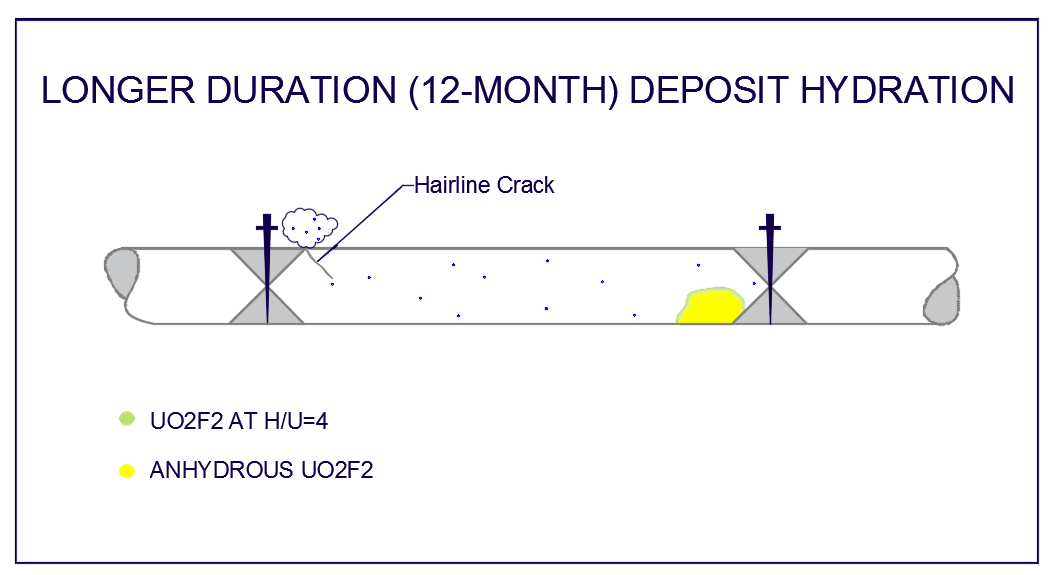 LONGER DURATION (12-MONTH) DEPOSIT HYDRATION
Hairline Crack
UO2F2 AT H/U=4
ANHYDROUS UO2F2